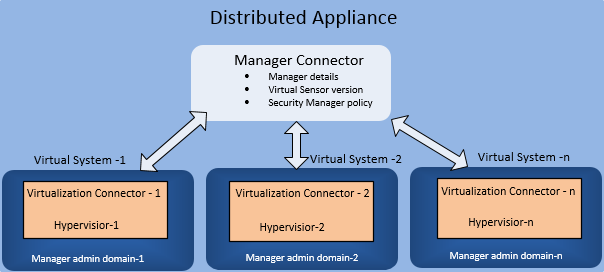 Distributed Appliance
Manager Connector
• Manager details
• Virtual Sensor version
• Security Manager policy
Virtual System -1
Virtual System -2
Virtual System -n
Virtualization Connector - 1
Hypervisior-1
Manager admin domain-1
Virtualization Connector - 2
Hypervisior-2
Manager admin domain-2
Virtualization Connector - n
Hypervisior-n
Manager admin domain-n